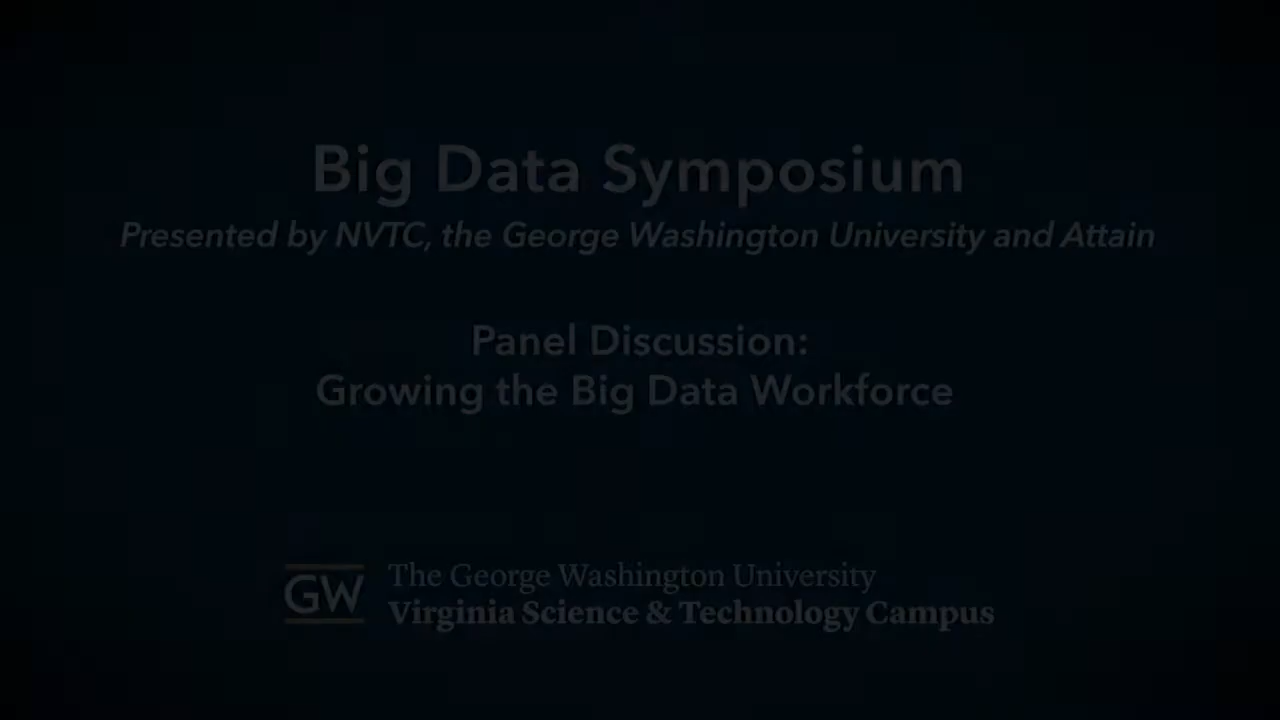 Big Data Symposium
Presented by NVTC, the George Washington University and Attain
Panel Discussion:
Growing the Big Data Workforce
GW
The George Washington University
Virginia Science & Technology Campus